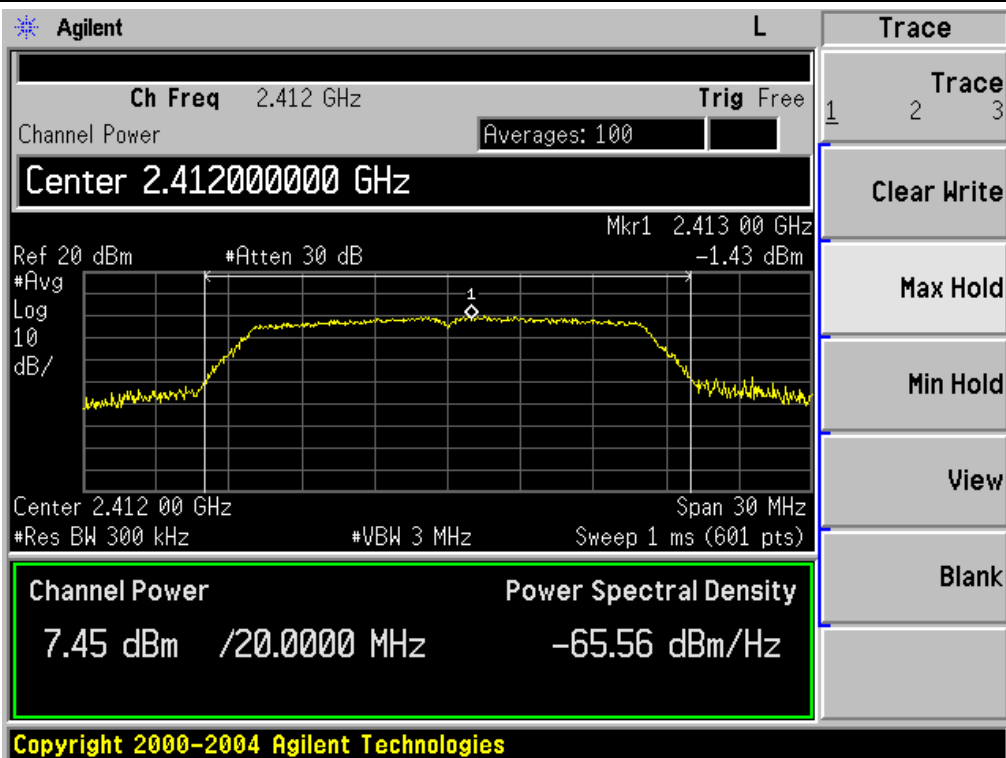 Agilent L Trace
Ch Freq 2.412 GHz Trig Free
Channel Power Averages: 100
Center 2.412000000 GHz
Mkr1 2.413 00 GHz
Ref 20 dBm #Atten 30 dB -1.43 dBm
#Avg
Log
10
dB/
1
Center 2.412 00 GHz Span 30 MHz
#Res BW 300 kHz #VBW 3 MHz Sweep 1 ms (601 pts)
Channel Power Power Spectral Density
7.45 dBm /20.0000 MHz -65.56 dBm/Hz
Copyright 2000-2004 Agilent Technologies
Trace
1 2 3
Clear Write
Max Hold
Min Hold
View
Blank